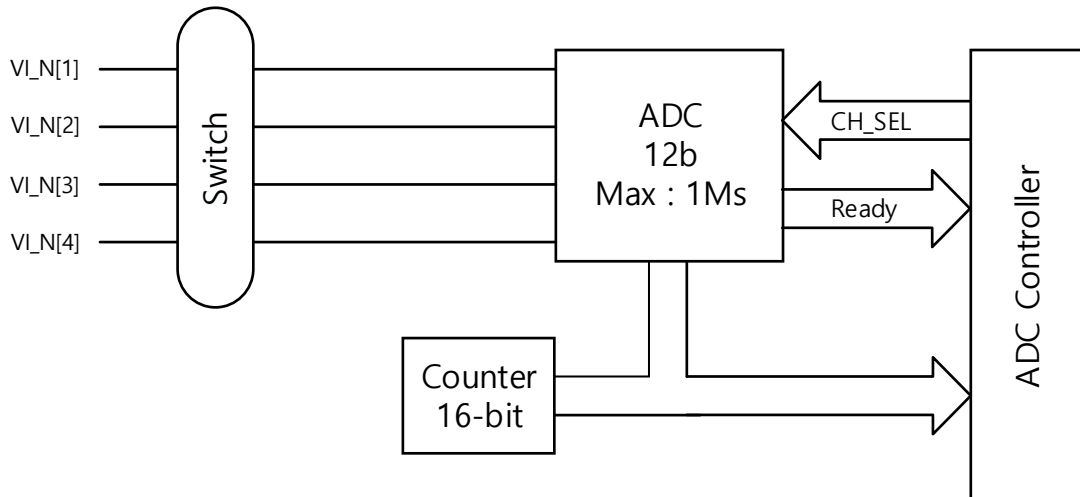 VI_N[1]
VI_N[2]
VI_N[3]
VI_N[4]
Switch
ADC
12b
Max : 1Ms
CH_SEL
Ready
Counter
16-bit
ADC Controller